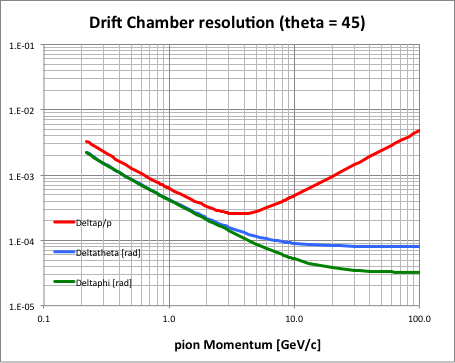 Drift Chamber resolution (theta = 45)
1.E-01
1.E-02
1.E-03
1.E-04
1.E-05
Deltap/p
Deltatheta [rad]
Deltaphi [rad]
0.1 1.0 10.0 100.0
pion Momentum [GeV/c]